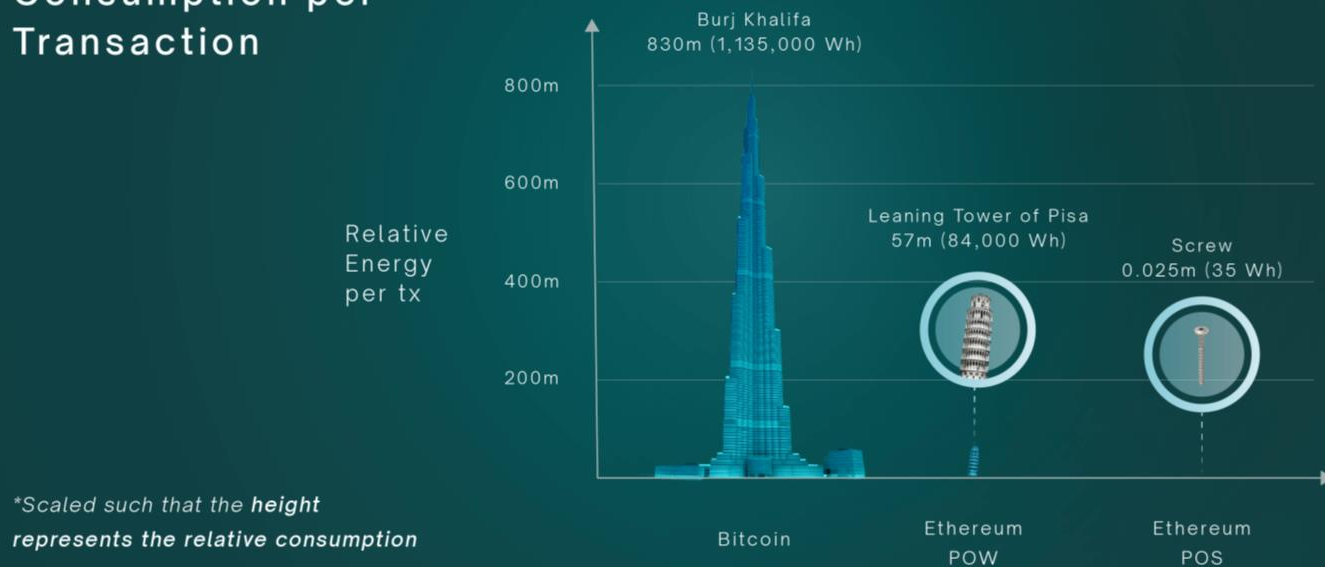 Consumption per
Transaction
Burj Khalifa
830m (1,135,000 Wh)
800m
600m
400m
200m
Relative
Energy
per tx
Leaning Tower of Pisa
57m (84,000 Wh)
Screw
0.025m (35 Wh)
*Scaled such that the height
represents the relative consumption
Bitcoin
Ethereum
POW
Ethereum
POS